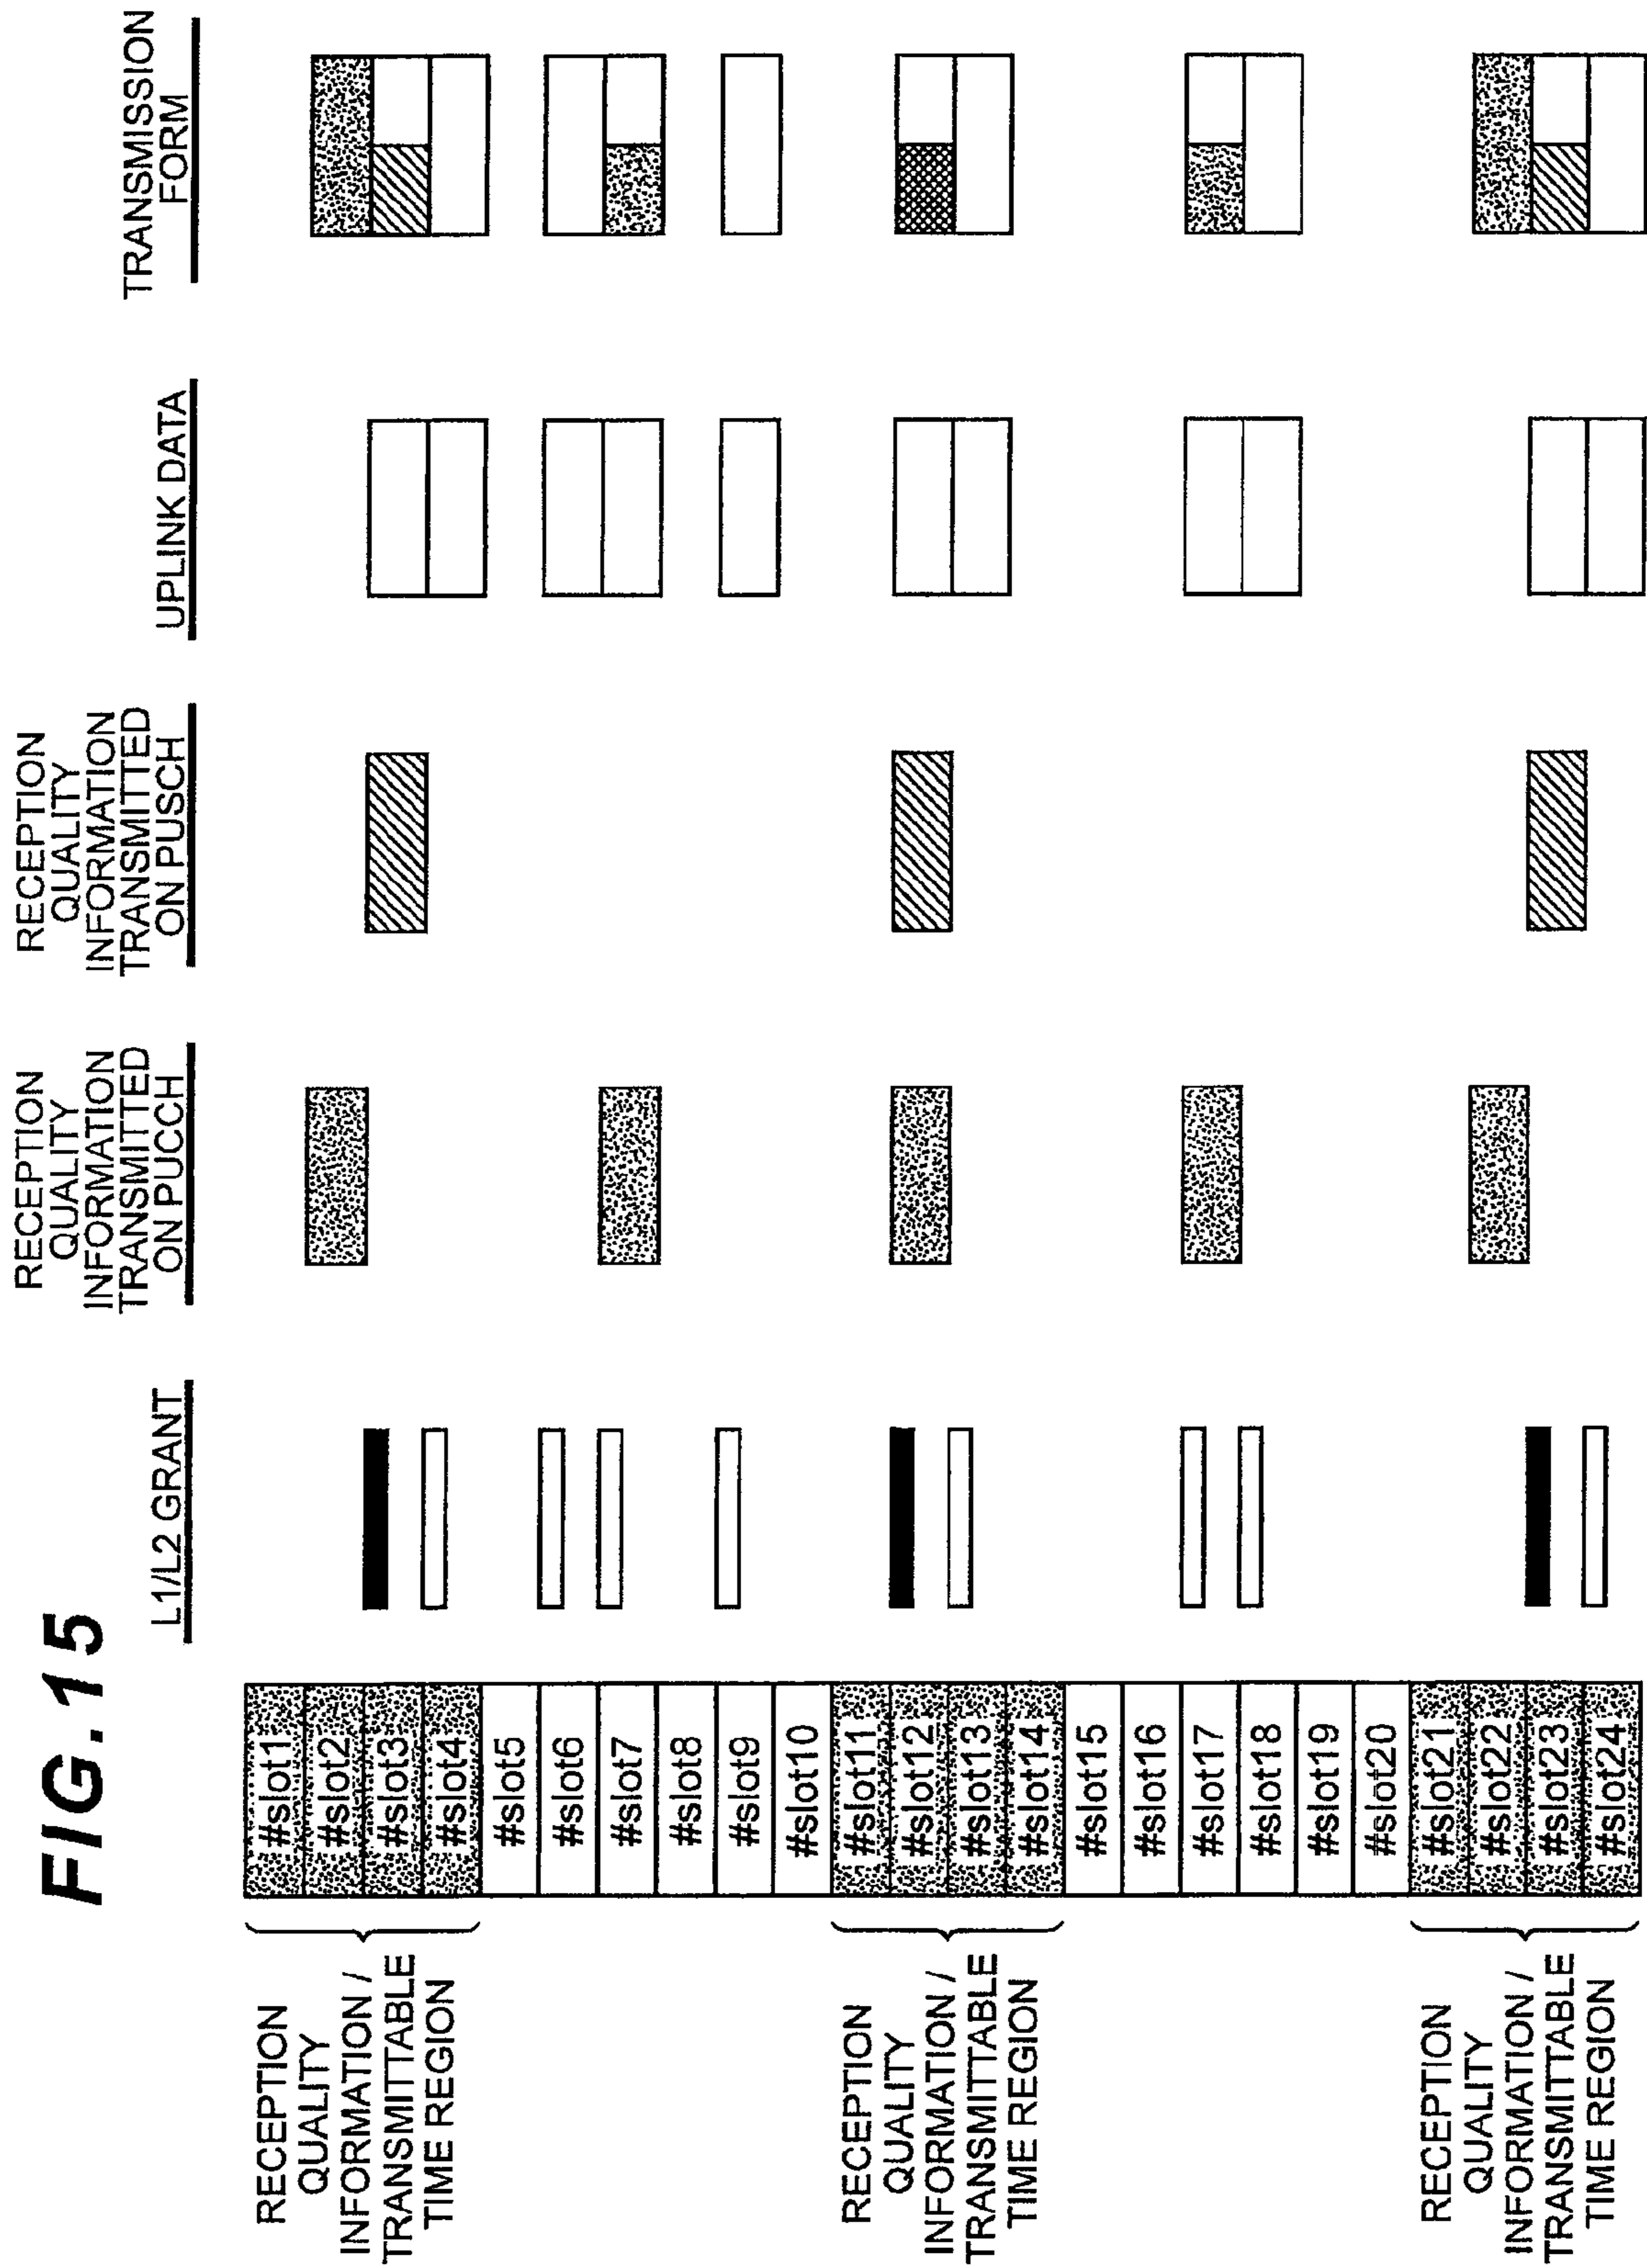 FIG.15
RECEPTION
QUALITY
INFORMATION /
TRANSMITTABLE
TIME REGION
RECEPTION
QUALITY
INFORMATION /
TRANSMITTABLE
TIME REGION
RECEPTION
QUALITY
INFORMATION /
TRANSMITTABLE
TIME REGION
#slot1
#slot2
#slot3
#slot4
#slot5
#slot6
#slot7
#slot8
#slot9
#slot10
#slot11
#slot12
#slot13
#slot14
#slot15
#slot16
#slot17
#slot18
#slot19
#slot20
#slot21
#slot22
#slot23
#slot24
L1/L2 GRANT
RECEPTION
QUALITY
INFORMATION
TRANSMITTED
ON PUCCH
RECEPTION
QUALITY
INFORMATION
TRANSMITTED
ON PUSCH
UPLINK DATA
TRANSMISSION
FORM